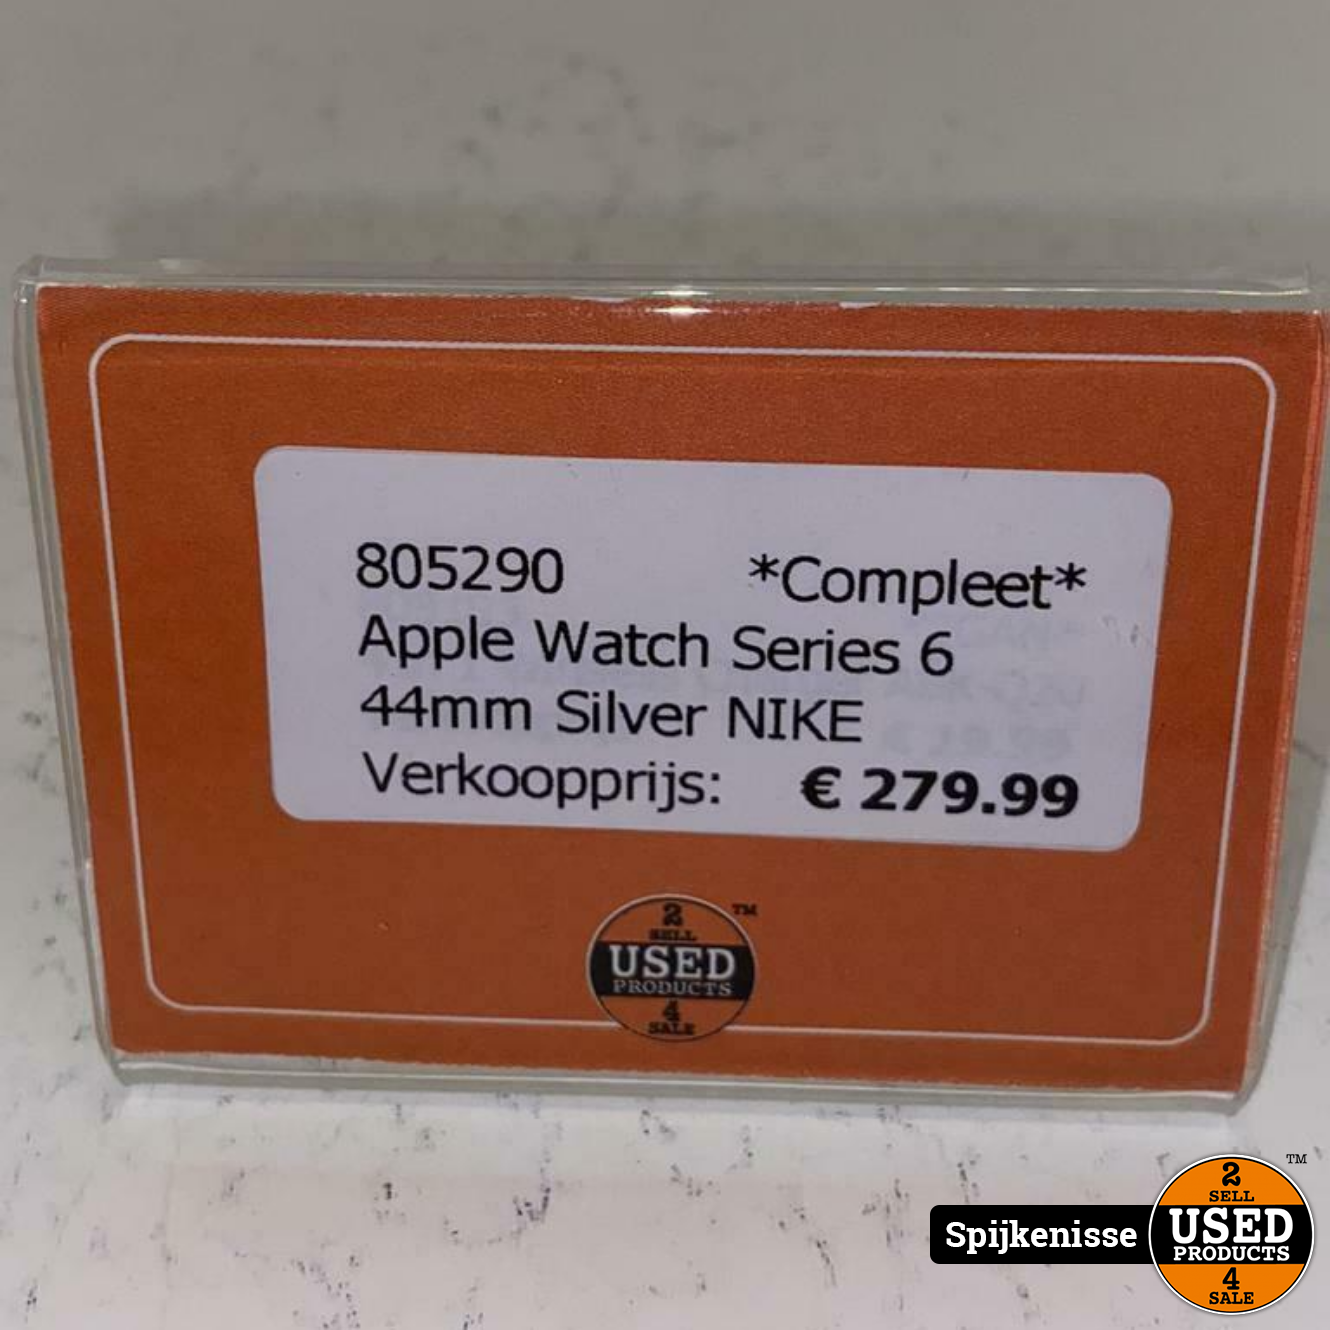 805290 *Compleet*
Apple Watch Series 6
44mm Silver NIKE
Verkoopprijs: € 279.99
2
SELL
USED
PRODUCTS
4
SALE
TM
Spijkenisse
2
SELL
USED
PRODUCTS
4
SALE
TM